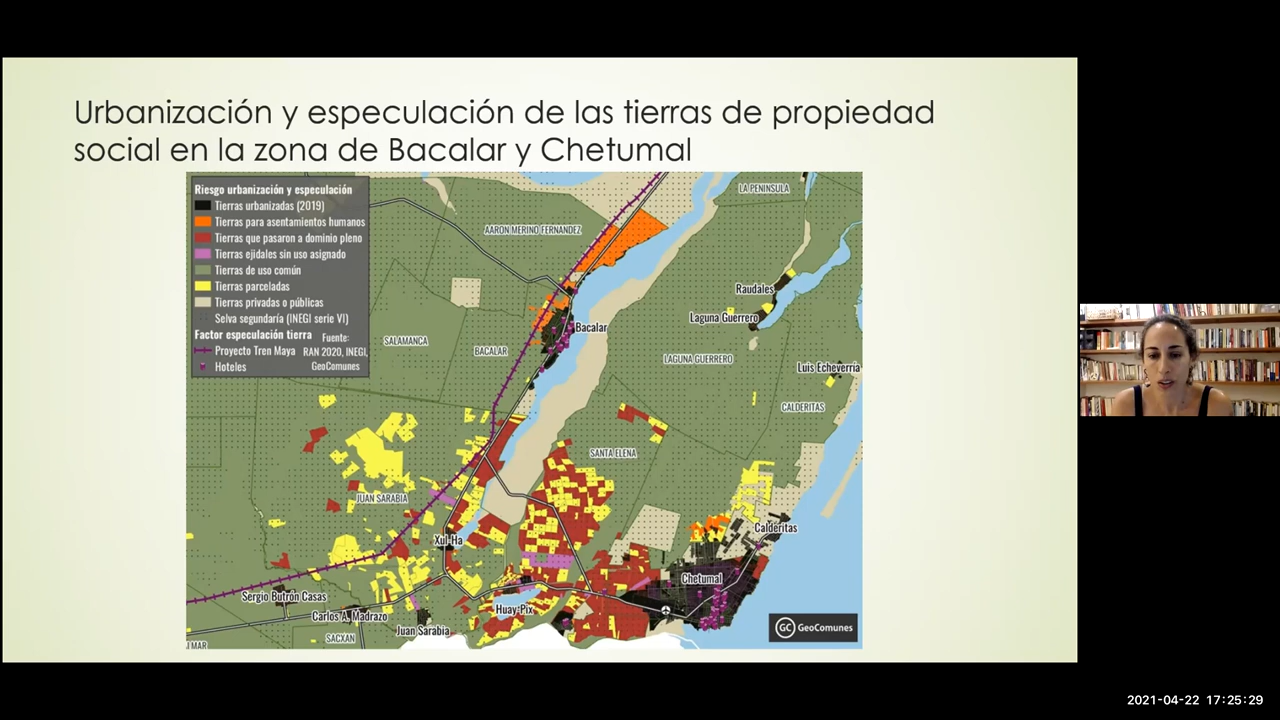 Urbanización y especulación de las tierras de propiedad
social en la zona de Bacalar y Chetumal
Riesgo urbanización y especulación
Tierras urbanizadas (2019)
Tierras para asentamientos humanos
Tierras que pasaron a dominio pleno
Tierras ejidales sin uso asignado
Tierras de uso común
Tierras parceladas
Tierras privadas o públicas
Selva segundaría (INEGI serie VI)
Factor especulación tierra
Fuente:
Proyecto Tren Maya
RAN 2020, INEGI,
Hoteles
GeoComunes
LA PENINSULA
AARON MERINO FERNANDEZ
Raudales
Laguna Guerrero
Bacalar
SALAMANCA
BACALAR
LAGUNA GUERRERO
Luis Echeverría
CALDERITAS
SANTA ELENA
JUAN SARABIA
Calderitas
Xul-Ha
Chetumal
Sergio Butrón Casas
Huay-Pix
Carlos A. Madrazo
Juan Sarabia
SACXAN
MAR
GC GeoComunes
2021-04-22 17:25:29